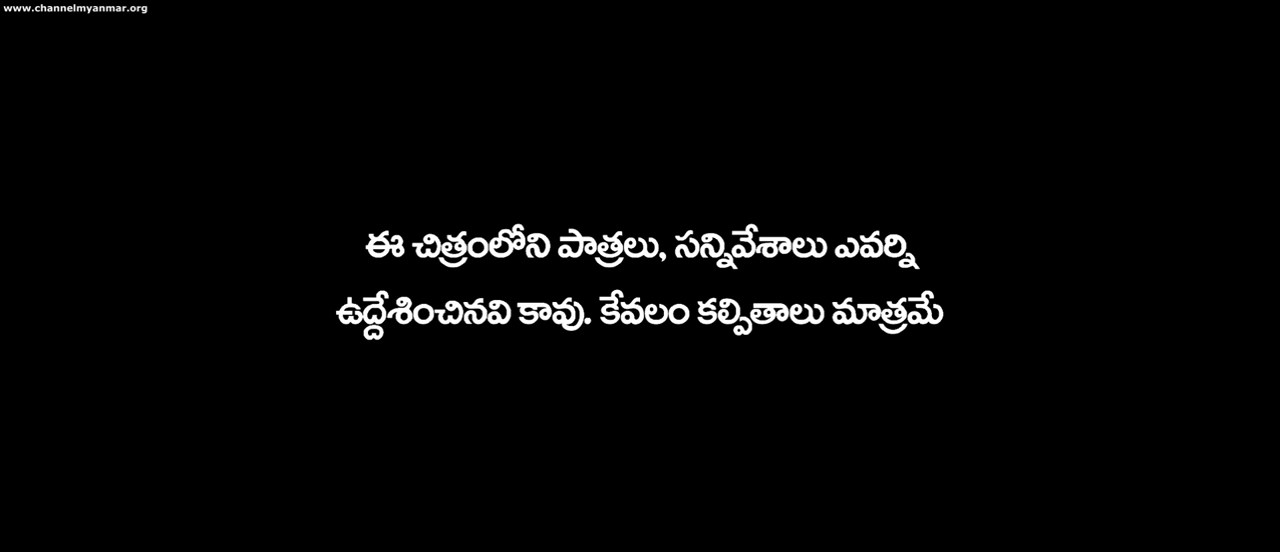 www.channelmyanmar.org
ఈ చిత్రంలోని పాత్రలు, సన్నివేశాలు ఎవర్ని
ఉద్దేశించినవి కావు. కేవలం కల్పితాలు మాత్రమే